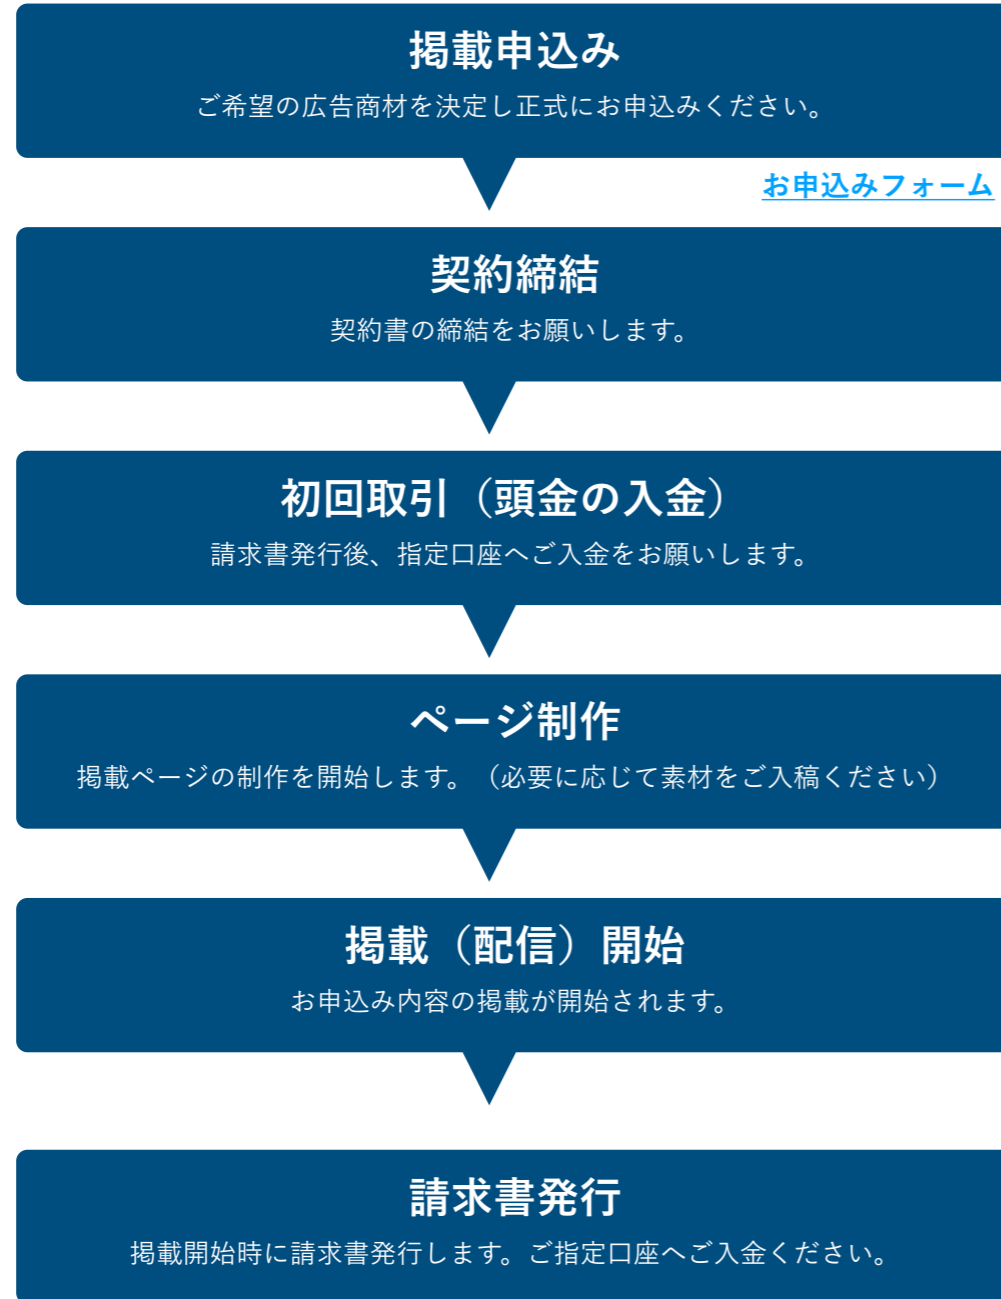 掲載申込み
ご希望の広告商材を決定し正式にお申込みください。
お申込みフォーム
契約締結
契約書の締結をお願いします。
初回取引（頭金の入金）
請求書発行後、指定口座へご入金をお願いします。
ページ制作
掲載ページの制作を開始します。（必要に応じて素材をご入稿ください）
掲載（配信）開始
お申込み内容の掲載が開始されます。
請求書発行
掲載開始時に請求書発行します。ご指定口座へご入金ください。